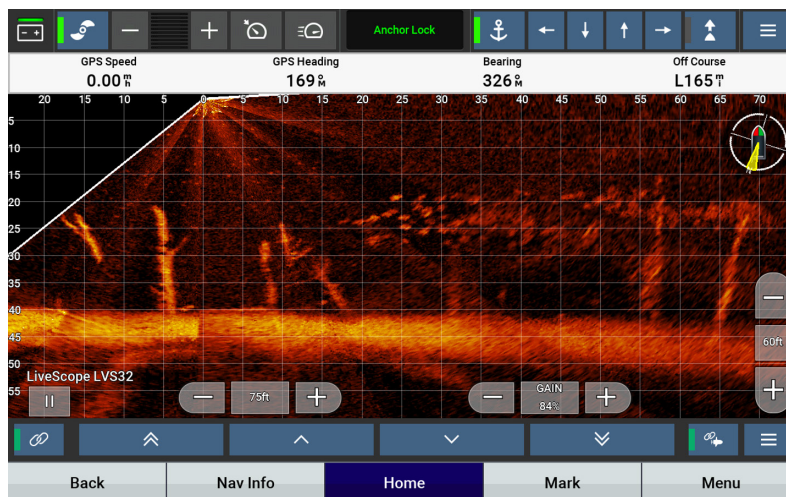 Anchor Lock
GPS Speed
0.00 m/h
GPS Heading
169°M
Bearing
326°M
Off Course
L165
20 15 10 5 0 5 10 15 20 25 30 35 40 45 50 55 60 65 70
5
10
15
20
25
30
35
40
45
50
55
LiveScope LVS32
75ft
GAIN
84%
60ft
Back
Nav Info
Home
Mark
Menu